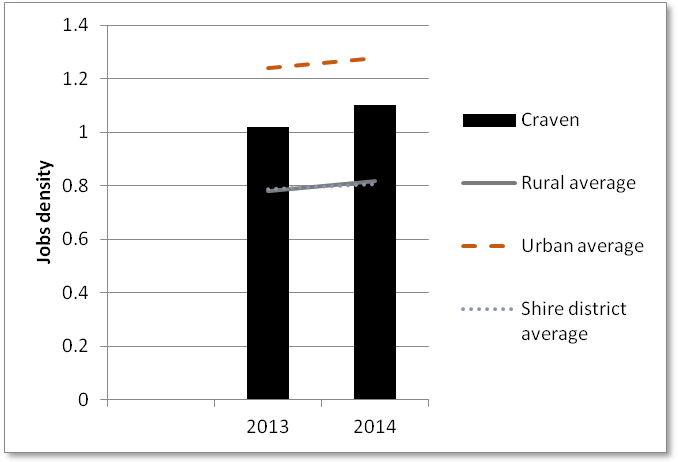 1.4
1.2
1
0.8
0.6
0.4
0.2
0
Jobs density
2013
2014
Craven
Rural average
Urban average
Shire district
average